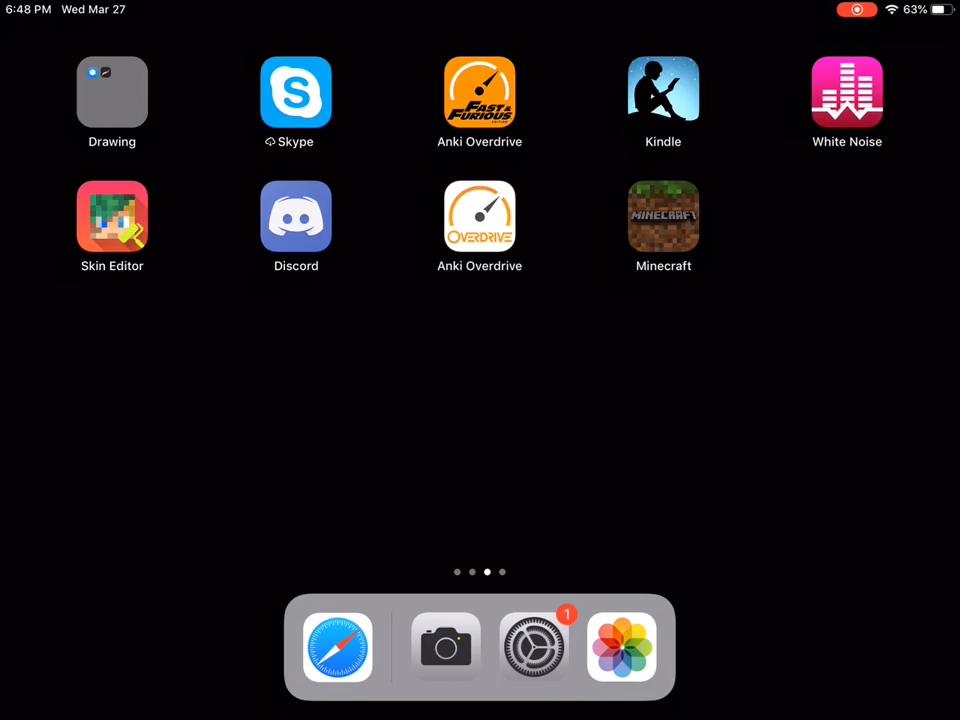 6:48 PM Wed Mar 27 63%
FAST & FURIOUS EDITION
Drawing Skype Anki Overdrive Kindle White Noise
OVERDRIVE MINECRAFT
Skin Editor Discord Anki Overdrive Minecraft
1